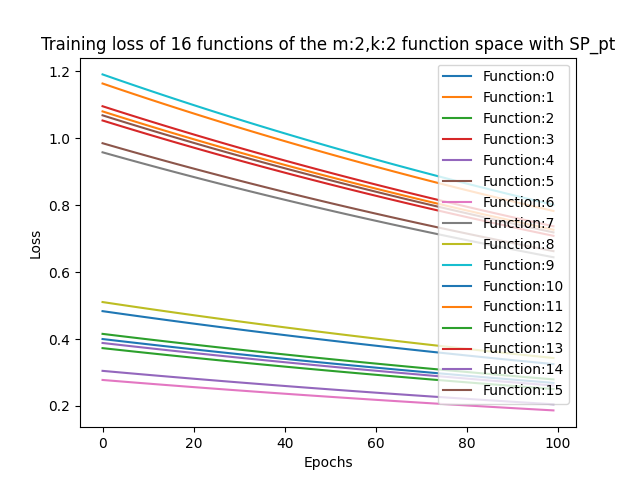 Training loss of 16 functions of the m:2,k:2 function space with SP_pt
1.2
1.0
0.8
0.6
0.4
0.2
Loss
0
20
40
60
80
100
Epochs
Function:0
Function:1
Function:2
Function:3
Function:4
Function:5
Function:6
Function:7
Function:8
Function:9
Function:10
Function:11
Function:12
Function:13
Function:14
Function:15